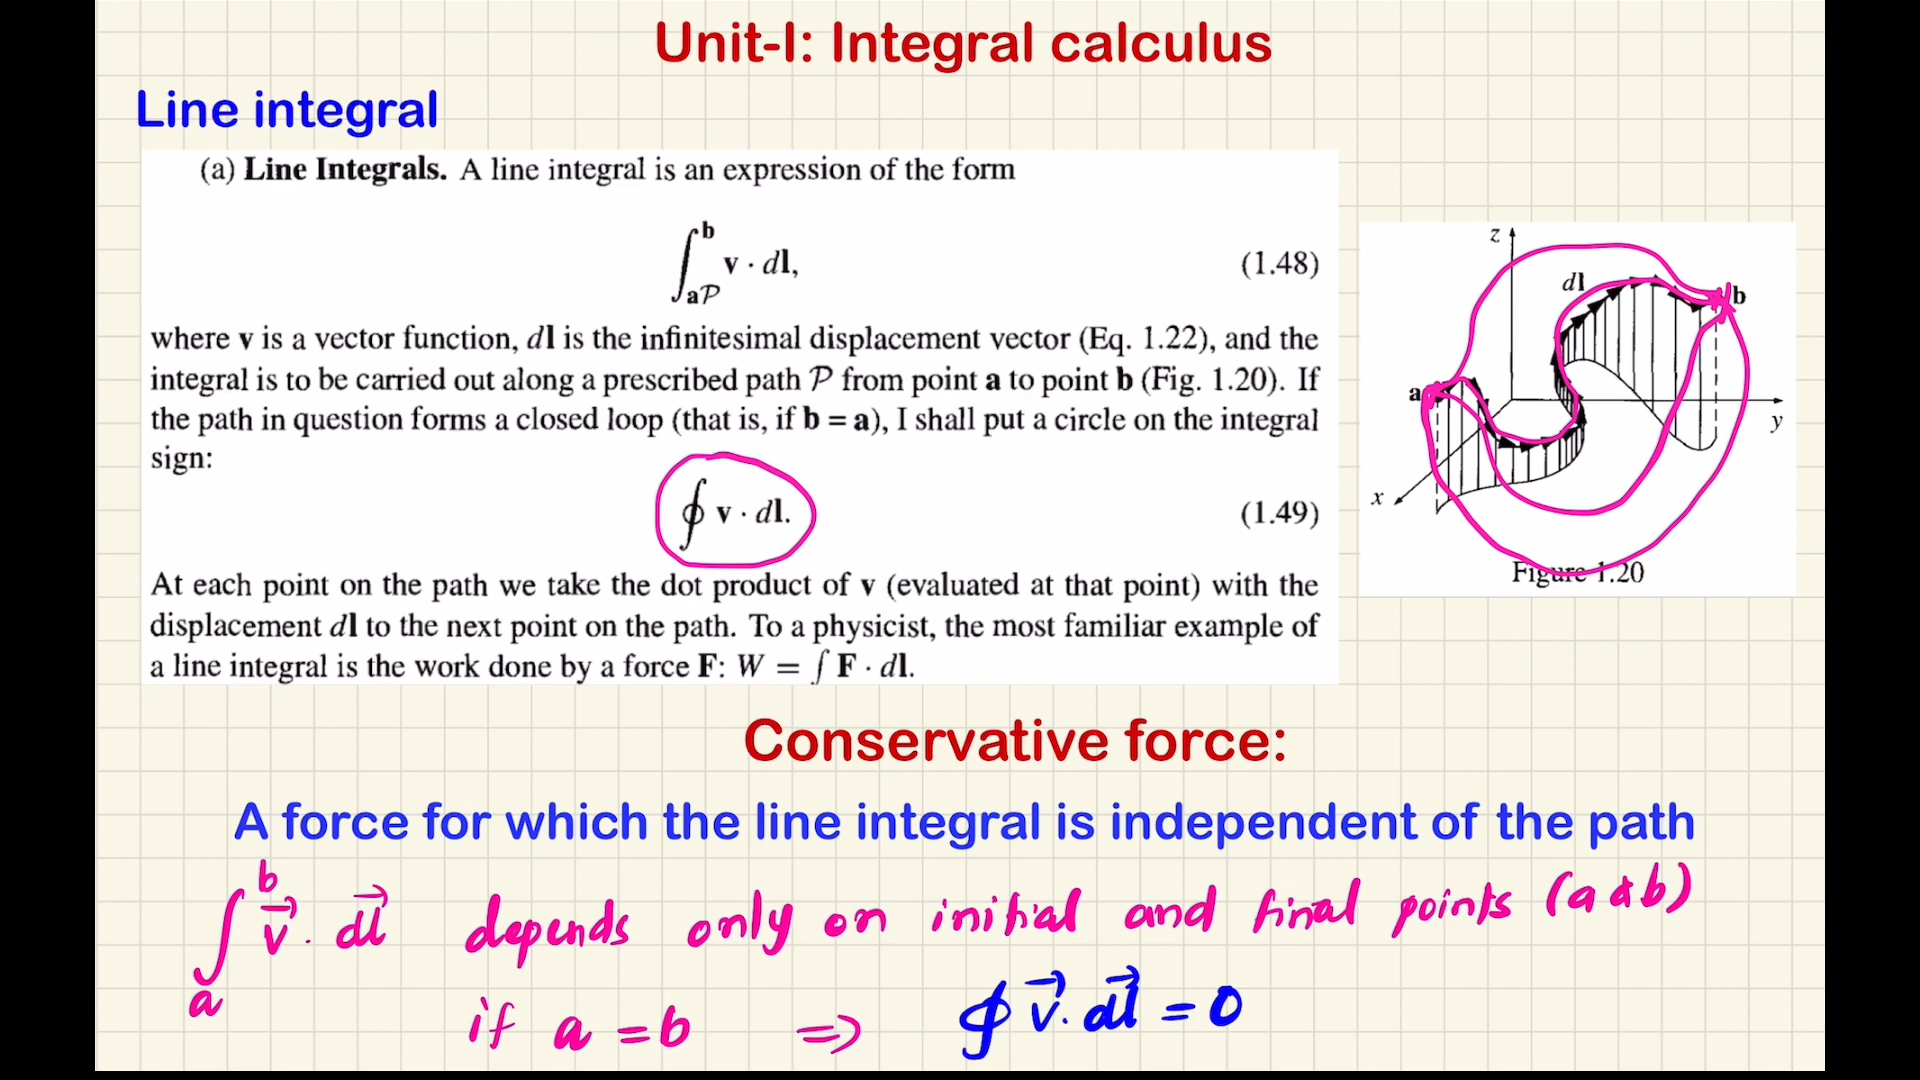 Unit-I: Integral calculus
Line integral
(a) Line Integrals. A line integral is an expression of the form
∫_{aP}^{b} v · dl, (1.48)
where v is a vector function, dl is the infinitesimal displacement vector (Eq. 1.22), and the
integral is to be carried out along a prescribed path P from point a to point b (Fig. 1.20). If
the path in question forms a closed loop (that is, if b = a), I shall put a circle on the integral
sign:
∮ v · dl. (1.49)
At each point on the path we take the dot product of v (evaluated at that point) with the
displacement dl to the next point on the path. To a physicist, the most familiar example of
a line integral is the work done by a force F: W = ∫ F · dl.
z
dl
b
a
y
x
Figure 1.20
Conservative force:
A force for which the line integral is independent of the path
∫_a^b v⃗ . dl⃗ depends only on initial and final points (a & b)
if a = b ⇒ ∮ v⃗ . dl⃗ = 0